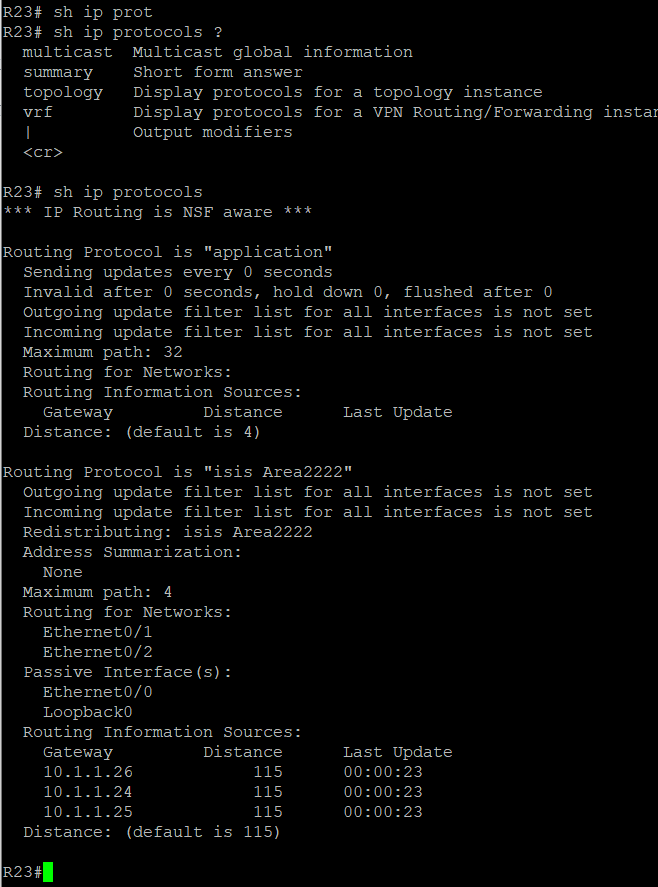 R23# sh ip prot
R23# sh ip protocols ?
  multicast  Multicast global information
  summary    Short form answer
  topology   Display protocols for a topology instance
  vrf        Display protocols for a VPN Routing/Forwarding
  |          Output modifiers
  <cr>

R23# sh ip protocols
*** IP Routing is NSF aware ***

Routing Protocol is "application"
  Sending updates every 0 seconds
  Invalid after 0 seconds, hold down 0, flushed after 0
  Outgoing update filter list for all interfaces is not set
  Incoming update filter list for all interfaces is not set
  Maximum path: 32
  Routing for Networks:
  Routing Information Sources:
    Gateway         Distance      Last Update
  Distance: (default is 4)

Routing Protocol is "isis Area2222"
  Outgoing update filter list for all interfaces is not set
  Incoming update filter list for all interfaces is not set
  Redistributing: isis Area2222
  Address Summarization:
    None
  Maximum path: 4
  Routing for Networks:
    Ethernet0/1
    Ethernet0/2
  Passive Interface(s):
    Ethernet0/0
    Loopback0
  Routing Information Sources:
    Gateway         Distance      Last Update
    10.1.1.26            115      00:00:23
    10.1.1.24            115      00:00:23
    10.1.1.25            115      00:00:23
  Distance: (default is 115)

R23#